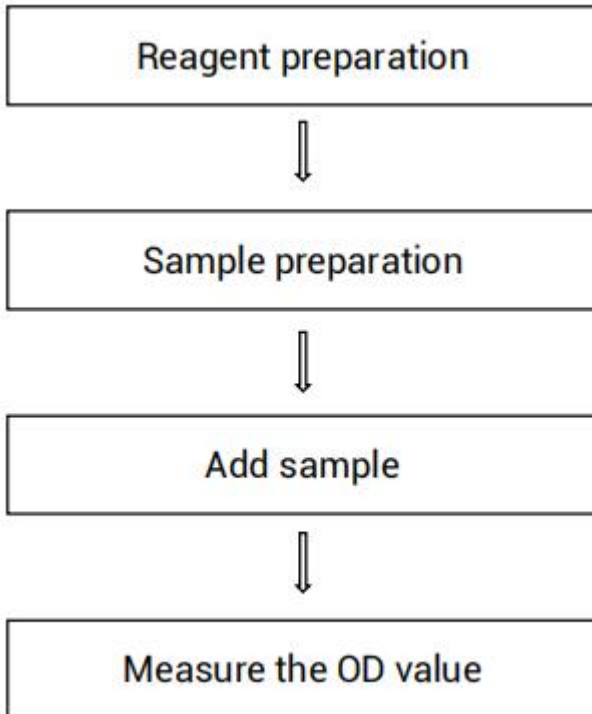 Reagent preparation
Sample preparation
Add sample
Measure the OD value